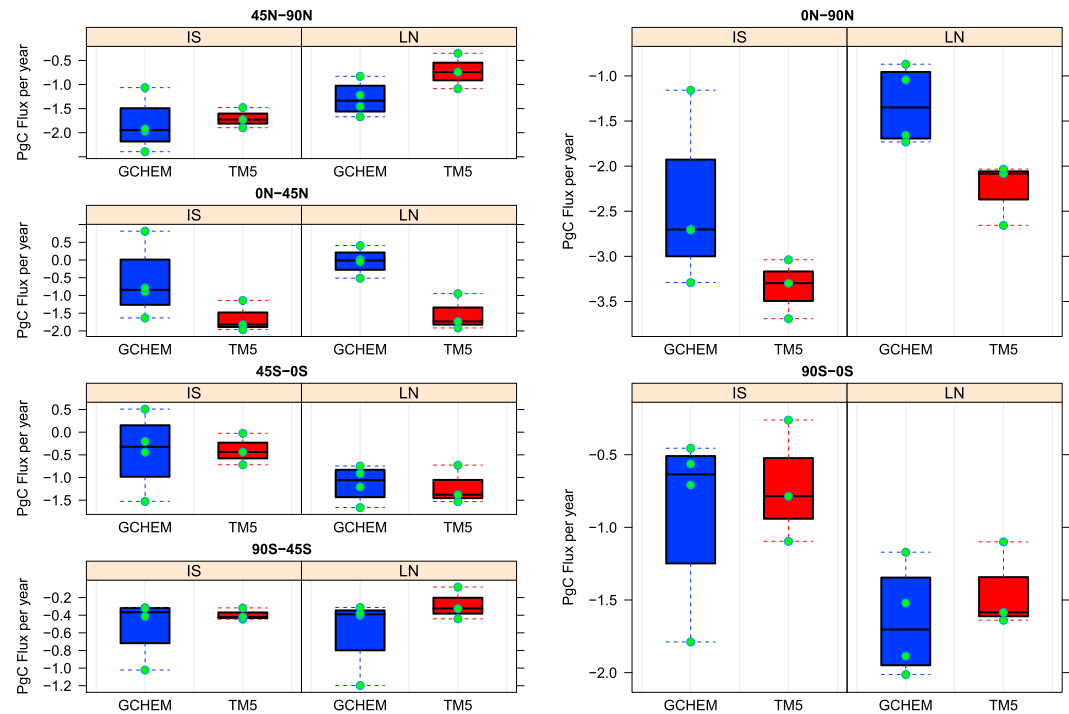 45N−90N
IS LN
PgC Flux per year
−0.5
−1.0
−1.5
−2.0
GCHEM TM5 GCHEM TM5
0N−45N
IS LN
PgC Flux per year
0.5
0.0
−0.5
−1.0
−1.5
−2.0
GCHEM TM5 GCHEM TM5
45S−0S
IS LN
PgC Flux per year
0.5
0.0
−0.5
−1.0
−1.5
GCHEM TM5 GCHEM TM5
90S−45S
IS LN
PgC Flux per year
−0.2
−0.4
−0.6
−0.8
−1.0
−1.2
GCHEM TM5 GCHEM TM5
0N−90N
IS LN
PgC Flux per year
−1.0
−1.5
−2.0
−2.5
−3.0
−3.5
GCHEM TM5 GCHEM TM5
90S−0S
IS LN
PgC Flux per year
−0.5
−1.0
−1.5
−2.0
GCHEM TM5 GCHEM TM5